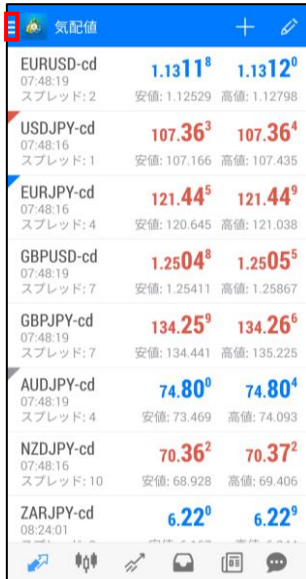 気配値
EURUSD-cd 1.13118 1.13120
07:48:19
スプレッド: 2 安値: 1.12529 高値: 1.12798
USDJPY-cd 107.363 107.364
07:48:16
スプレッド: 1 安値: 107.166 高値: 107.435
EURJPY-cd 121.445 121.449
07:48:16
スプレッド: 4 安値: 120.645 高値: 121.038
GBPUSD-cd 1.25048 1.25055
07:48:19
スプレッド: 7 安値: 1.25411 高値: 1.25867
GBPJPY-cd 134.259 134.266
07:48:19
スプレッド: 7 安値: 134.441 高値: 135.225
AUDJPY-cd 74.800 74.804
07:48:19
スプレッド: 4 安値: 73.469 高値: 74.093
NZDJPY-cd 70.362 70.372
07:48:16
スプレッド: 10 安値: 68.928 高値: 69.406
ZARJPY-cd 6.220 6.229
08:24:01